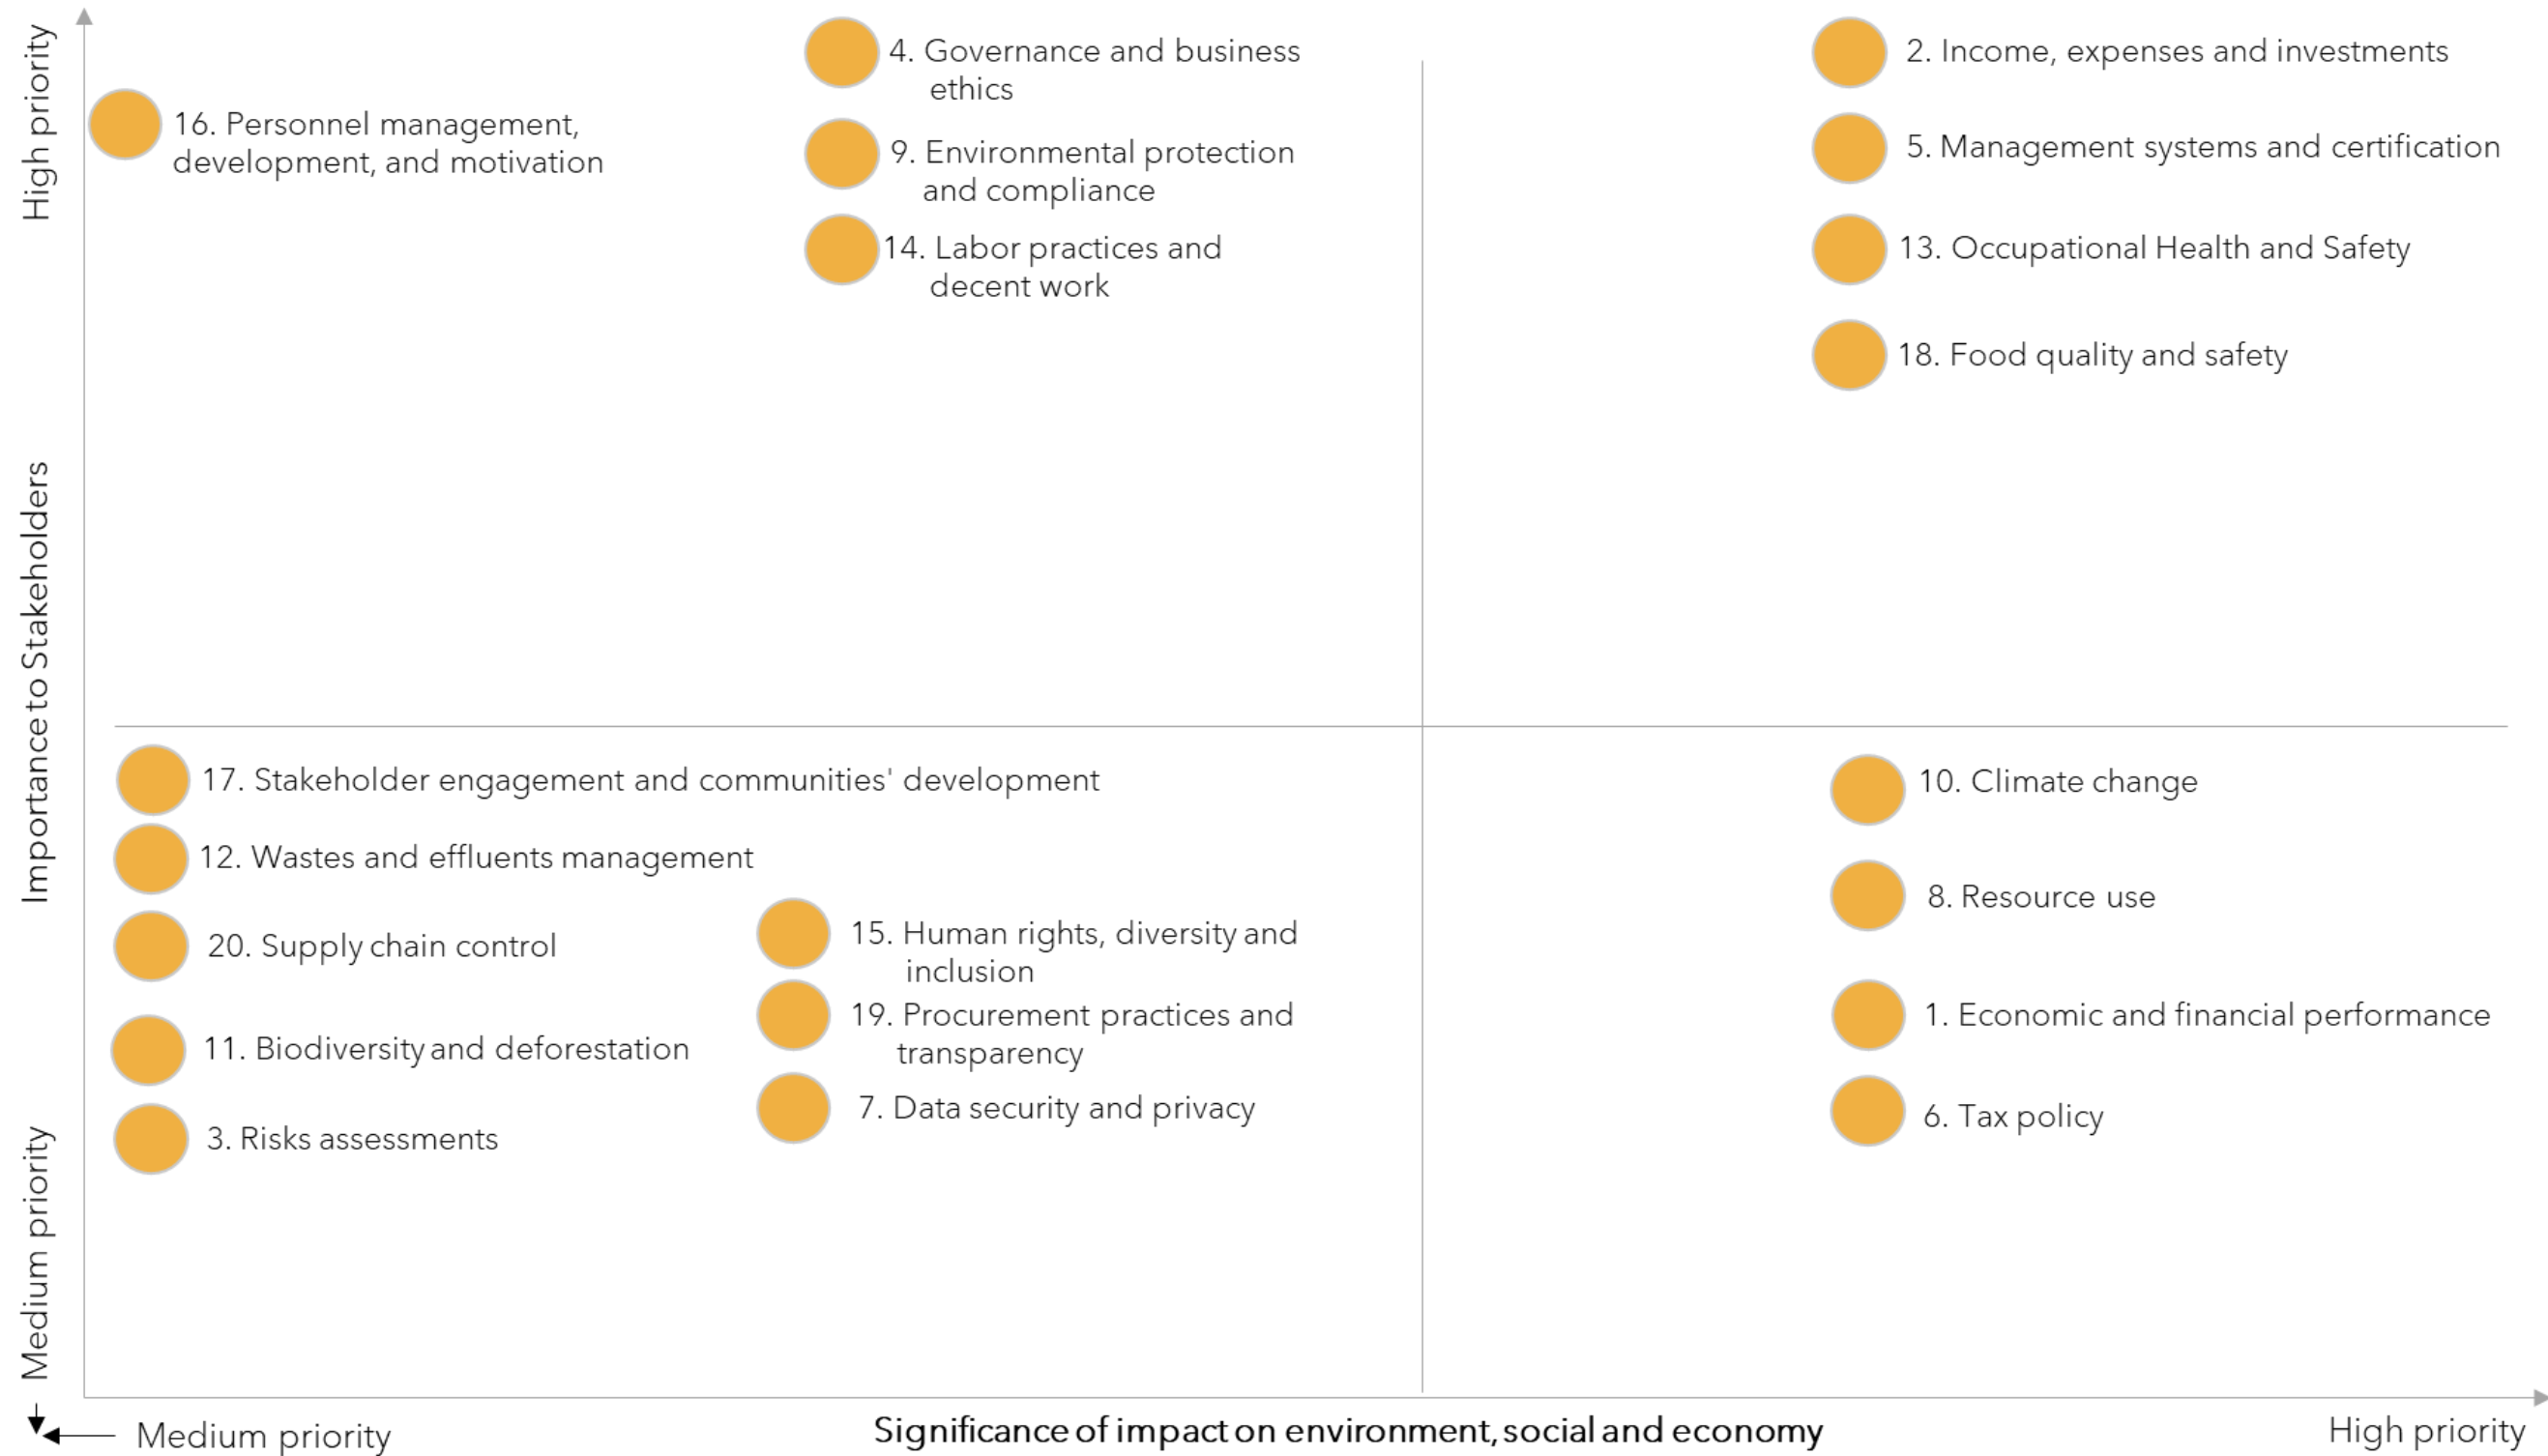 High priority
Importance to Stakeholders
Medium priority
16. Personnel management,
development, and motivation
4. Governance and business
ethics
9. Environmental protection
and compliance
14. Labor practices and
decent work
2. Income, expenses and investments
5. Management systems and certification
13. Occupational Health and Safety
18. Food quality and safety
17. Stakeholder engagement and communities' development
12. Wastes and effluents management
20. Supply chain control
11. Biodiversity and deforestation
3. Risks assessments
15. Human rights, diversity and
inclusion
19. Procurement practices and
transparency
7. Data security and privacy
10. Climate change
8. Resource use
1. Economic and financial performance
6. Tax policy
Medium priority
Significance of impact on environment, social and economy
High priority